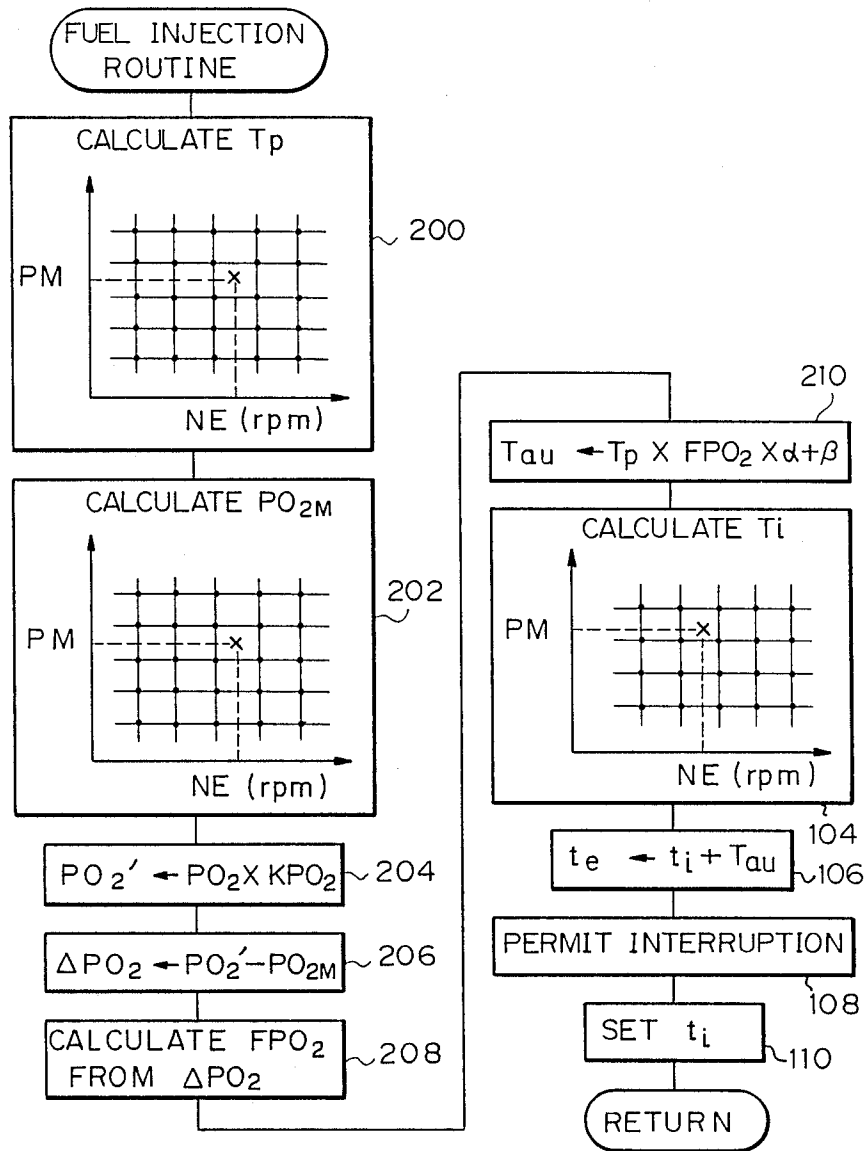 FUEL INJECTION
ROUTINE
CALCULATE Tp
PM
NE (rpm)
200
CALCULATE PO₂M
PM
NE (rpm)
202
PO₂' ← PO₂ X KPO₂
204
ΔPO₂ ← PO₂'-PO₂M
206
CALCULATE FPO₂
FROM ΔPO₂
208
210
Tau ← Tp X FPO₂ X α+β
CALCULATE Ti
PM
NE (rpm)
104
te ← ti + Tau
106
PERMIT INTERRUPTION
108
SET ti
110
RETURN